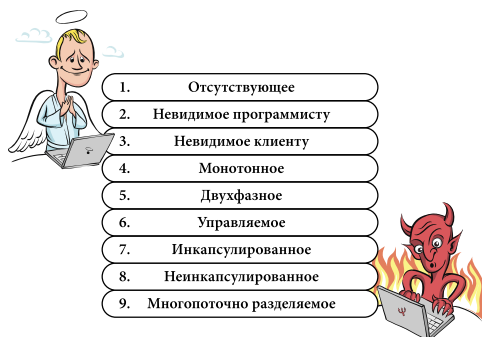 1. Отсутствующее
2. Невидимое программисту
3. Невидимое клиенту
4. Монотонное
5. Двухфазное
6. Управляемое
7. Инкапсулированное
8. Неинкапсулированное
9. Многопоточно разделяемое